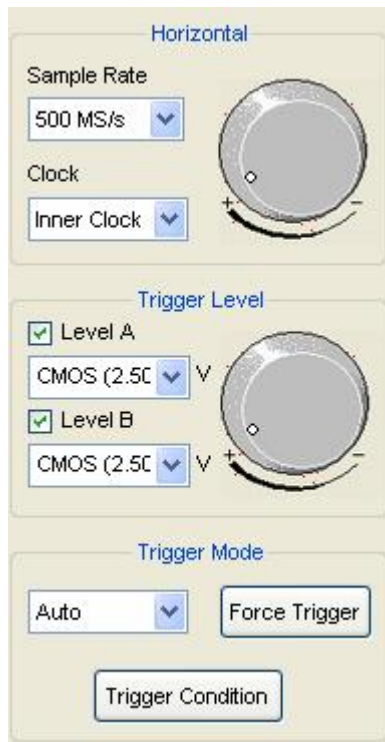 Horizontal
Sample Rate
500 MS/s
Clock
Inner Clock
+ −
Trigger Level
Level A
CMOS (2.50 V
Level B
CMOS (2.50 V
+ −
Trigger Mode
Auto
Force Trigger
Trigger Condition